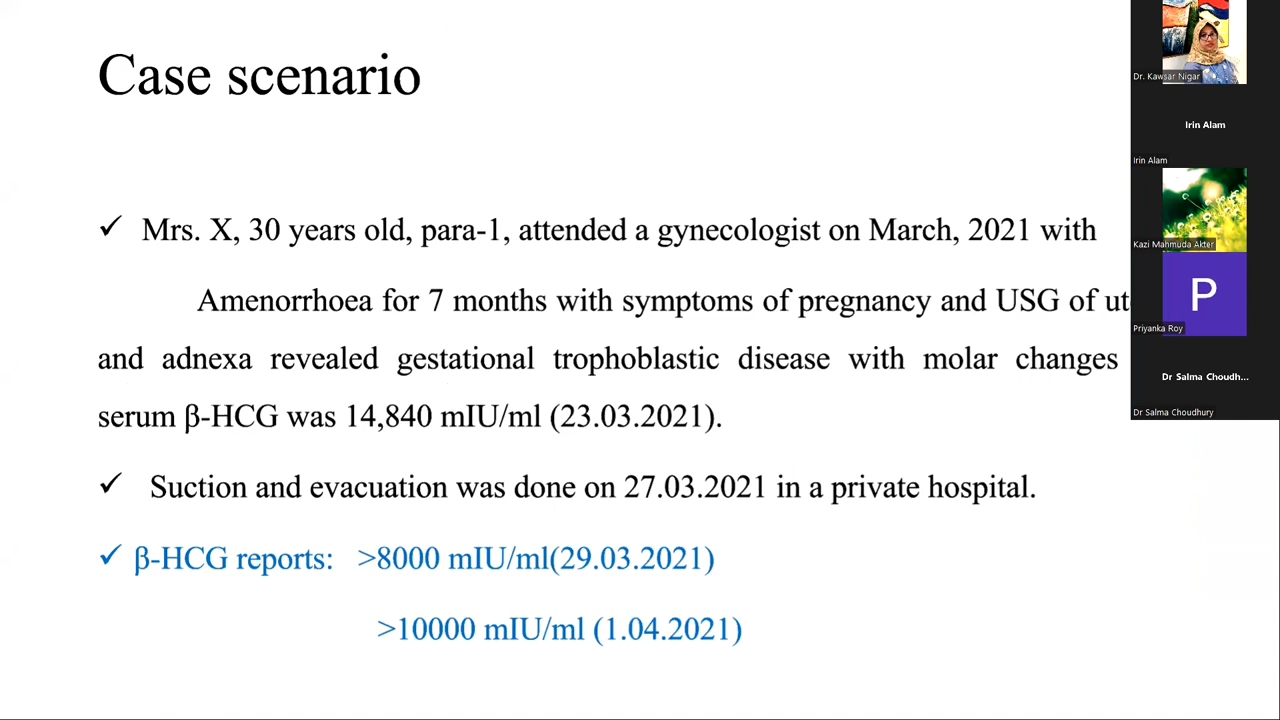 Case scenario
✓ Mrs. X, 30 years old, para-1, attended a gynecologist on March, 2021 with
Amenorrhoea for 7 months with symptoms of pregnancy and USG of ut
and adnexa revealed gestational trophoblastic disease with molar changes
serum β-HCG was 14,840 mIU/ml (23.03.2021).
✓ Suction and evacuation was done on 27.03.2021 in a private hospital.
✓ β-HCG reports: >8000 mIU/ml(29.03.2021)
>10000 mIU/ml (1.04.2021)
Dr. Kawsar Nigar
Irin Alam
Irin Alam
Kazi Mahmuda Akter
P
Priyanka Roy
Dr Salma Choudh...
Dr Salma Choudhury